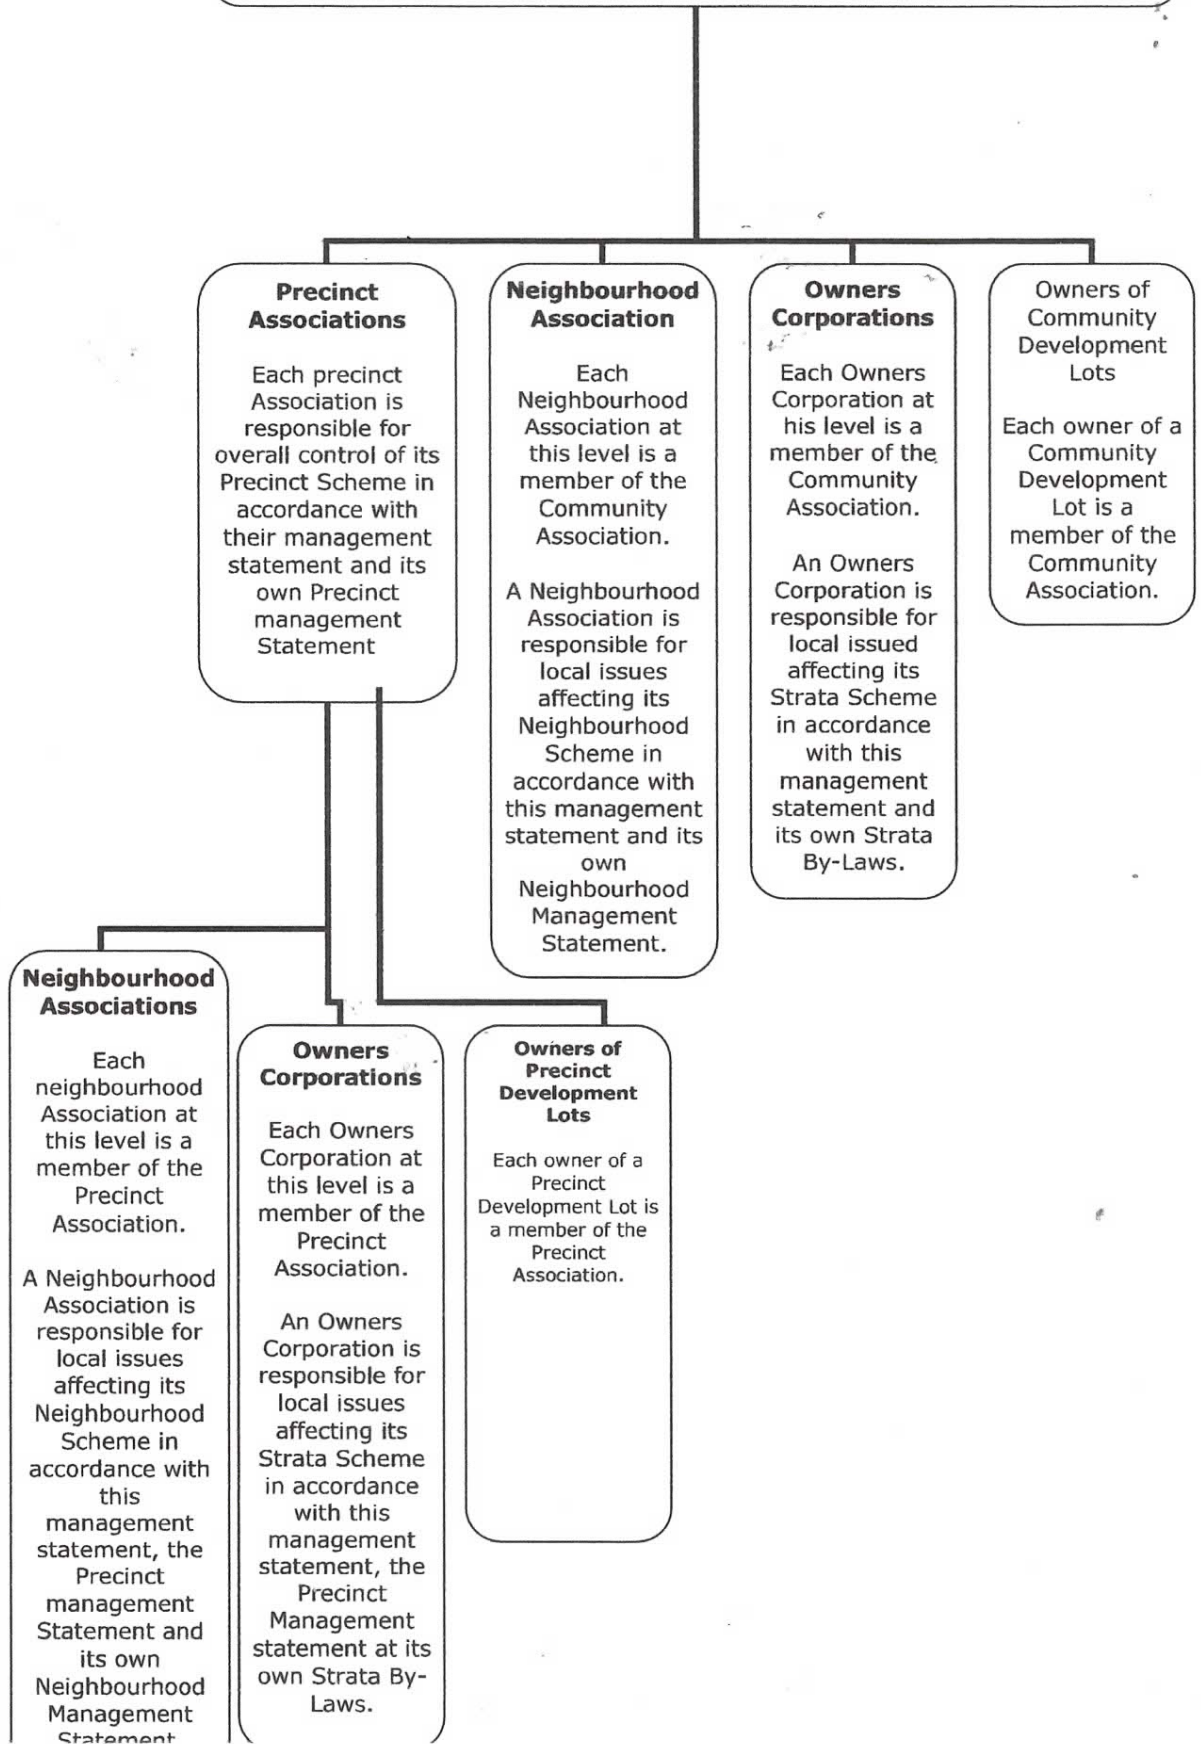 Precinct
Associations
Each precinct
Association is
responsible for
overall control of its
Precinct Scheme in
accordance with
their management
statement and its
own Precinct
management
Statement
Neighbourhood
Association
Each
Neighbourhood
Association at
this level is a
member of the
Community
Association.
A Neighbourhood
Association is
responsible for
local issues
affecting its
Neighbourhood
Scheme in
accordance with
this management
statement and its
own
Neighbourhood
Management
Statement.
Owners
Corporations
Each Owners
Corporation at
his level is a
member of the
Community
Association.
An Owners
Corporation is
responsible for
local issued
affecting its
Strata Scheme
in accordance
with this
management
statement and
its own Strata
By-Laws.
Owners of
Community
Development
Lots
Each owner of a
Community
Development
Lot is a
member of the
Community
Association.
Neighbourhood
Associations
Each
neighbourhood
Association at
this level is a
member of the
Precinct
Association.
A Neighbourhood
Association is
responsible for
local issues
affecting its
Neighbourhood
Scheme in
accordance with
this
management
statement, the
Precinct
management
Statement and
its own
Neighbourhood
Management
Statement
Owners
Corporations
Each Owners
Corporation at
this level is a
member of the
Precinct
Association.
An Owners
Corporation is
responsible for
local issues
affecting its
Strata Scheme
in accordance
with this
management
statement, the
Precinct
Management
statement at its
own Strata By-
Laws.
Owners of
Precinct
Development
Lots
Each owner of a
Precinct
Development Lot is
a member of the
Precinct
Association.